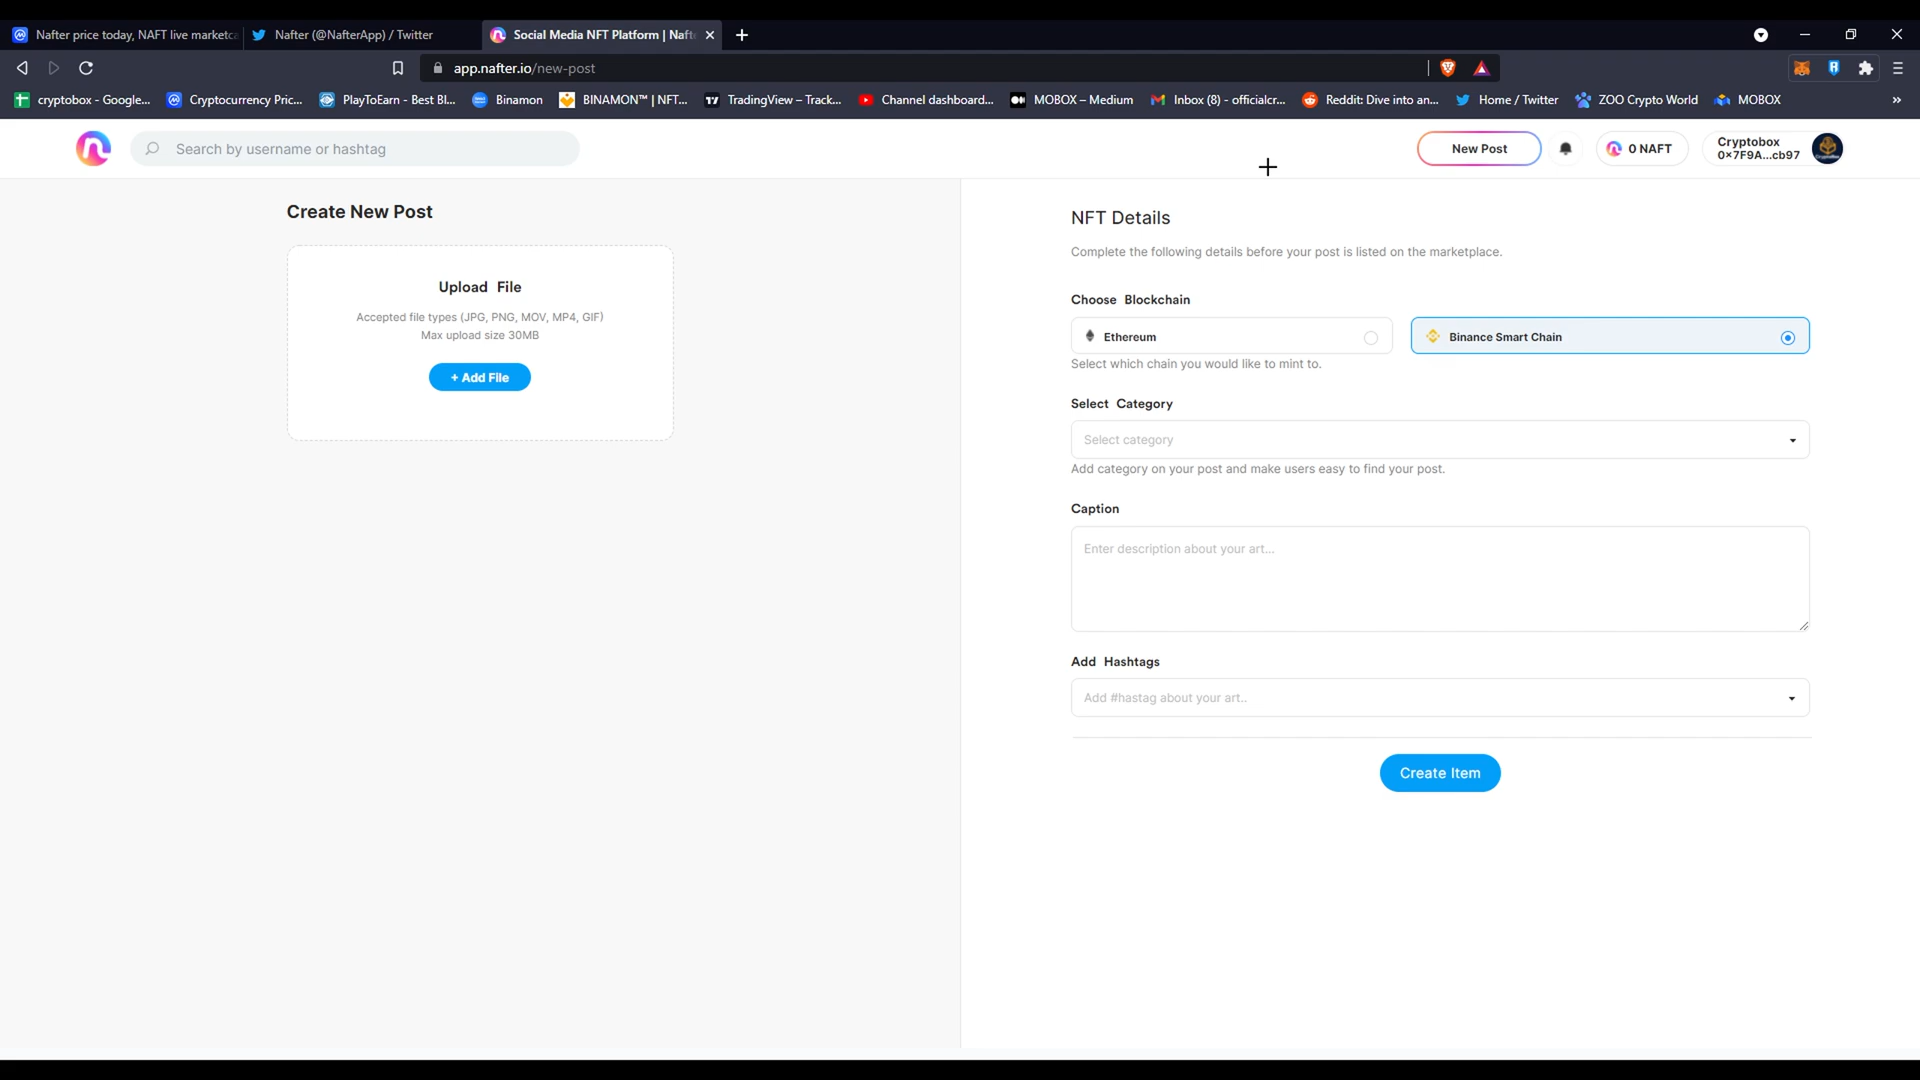 Nafter price today, NAFT live marketca
Nafter (@NafterApp) / Twitter
Social Media NFT Platform | Naft
app.nafter.io/new-post
cryptobox - Google...
Cryptocurrency Pric...
PlayToEarn - Best Bl...
Binamon
BINAMON™ | NFT...
TradingView – Track...
Channel dashboard...
MOBOX – Medium
Inbox (8) - officialcr...
Reddit: Dive into an...
Home / Twitter
ZOO Crypto World
MOBOX
Search by username or hashtag
New Post
0 NAFT
Cryptobox
0x7F9A...cb97
Create New Post
Upload File
Accepted file types (JPG, PNG, MOV, MP4, GIF)
Max upload size 30MB
+ Add File
NFT Details
Complete the following details before your post is listed on the marketplace.
Choose Blockchain
Ethereum
Binance Smart Chain
Select which chain you would like to mint to.
Select Category
Select category
Add category on your post and make users easy to find your post.
Caption
Enter description about your art...
Add Hashtags
Add #hastag about your art..
Create Item